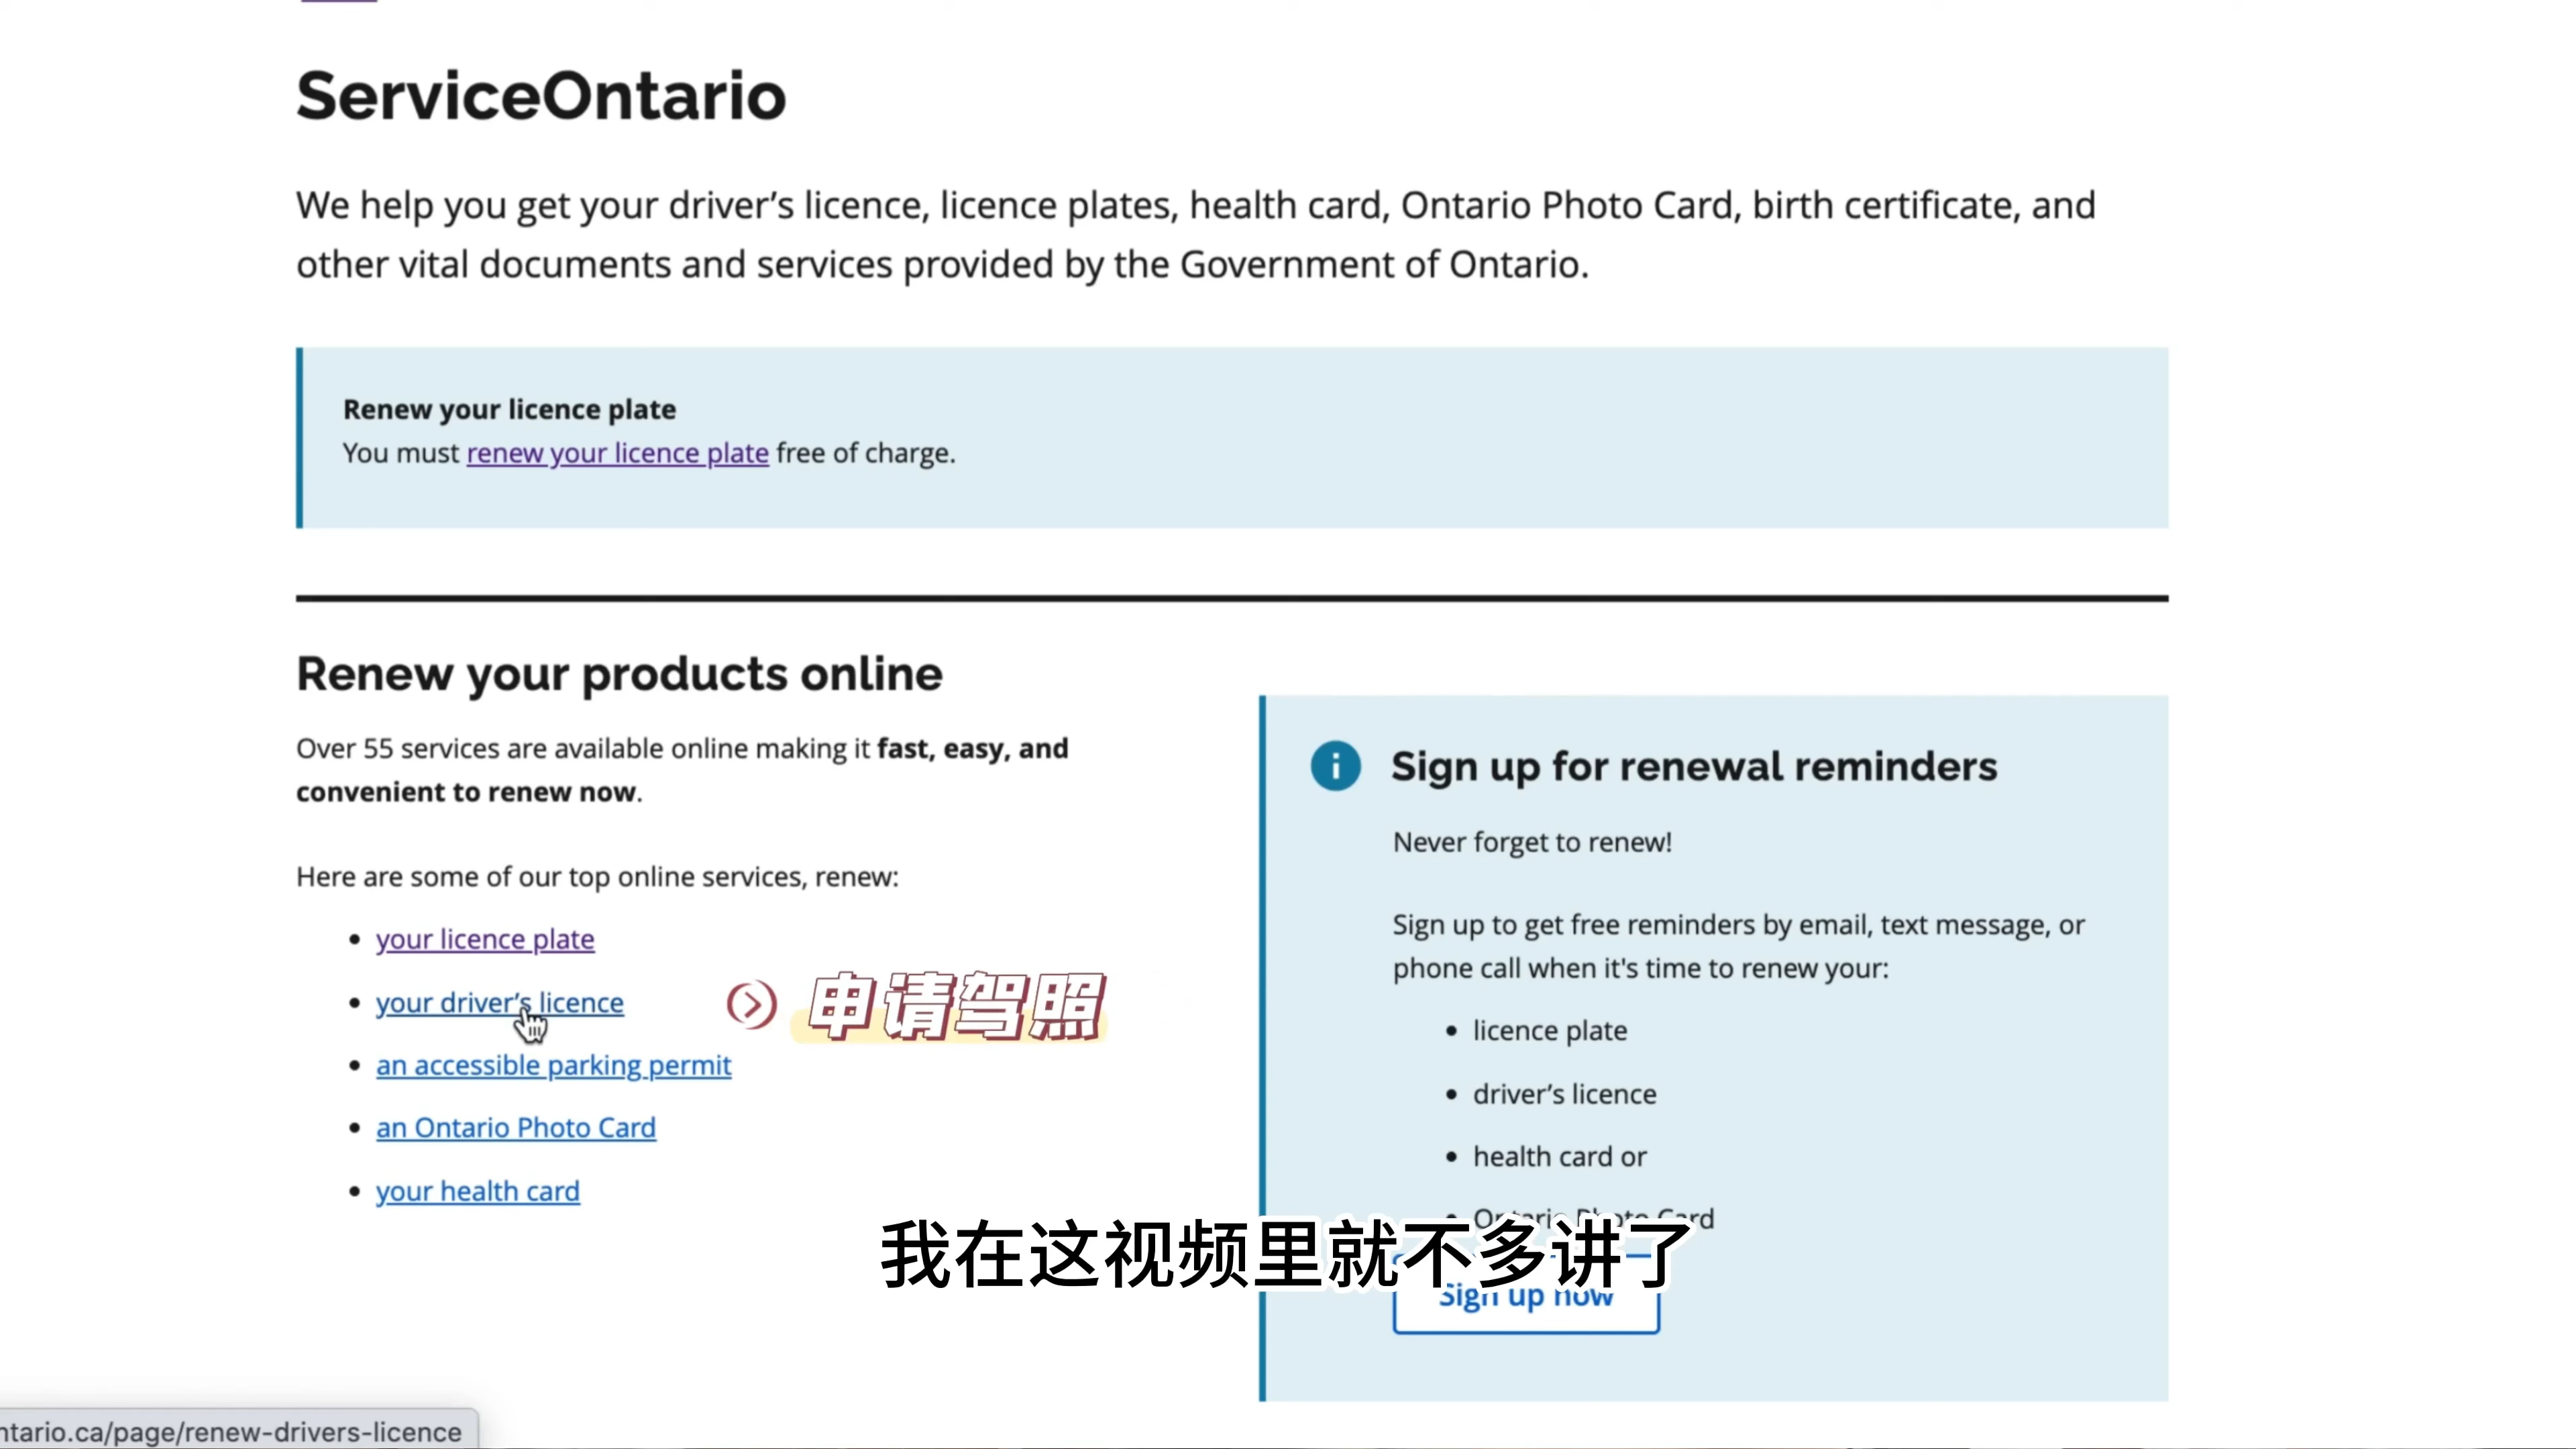 ServiceOntario
We help you get your driver’s licence, licence plates, health card, Ontario Photo Card, birth certificate, and
other vital documents and services provided by the Government of Ontario.
Renew your licence plate
You must renew your licence plate free of charge.
Renew your products online
Over 55 services are available online making it fast, easy, and
convenient to renew now.
Here are some of our top online services, renew:
• your licence plate
• your driver’s licence
申请驾照
• an accessible parking permit
• an Ontario Photo Card
• your health card
Sign up for renewal reminders
Never forget to renew!
Sign up to get free reminders by email, text message, or
phone call when it's time to renew your:
• licence plate
• driver’s licence
• health card or
• Ontario Photo Card
我在这视频里就不多讲了
Sign up now
ntario.ca/page/renew-drivers-licence